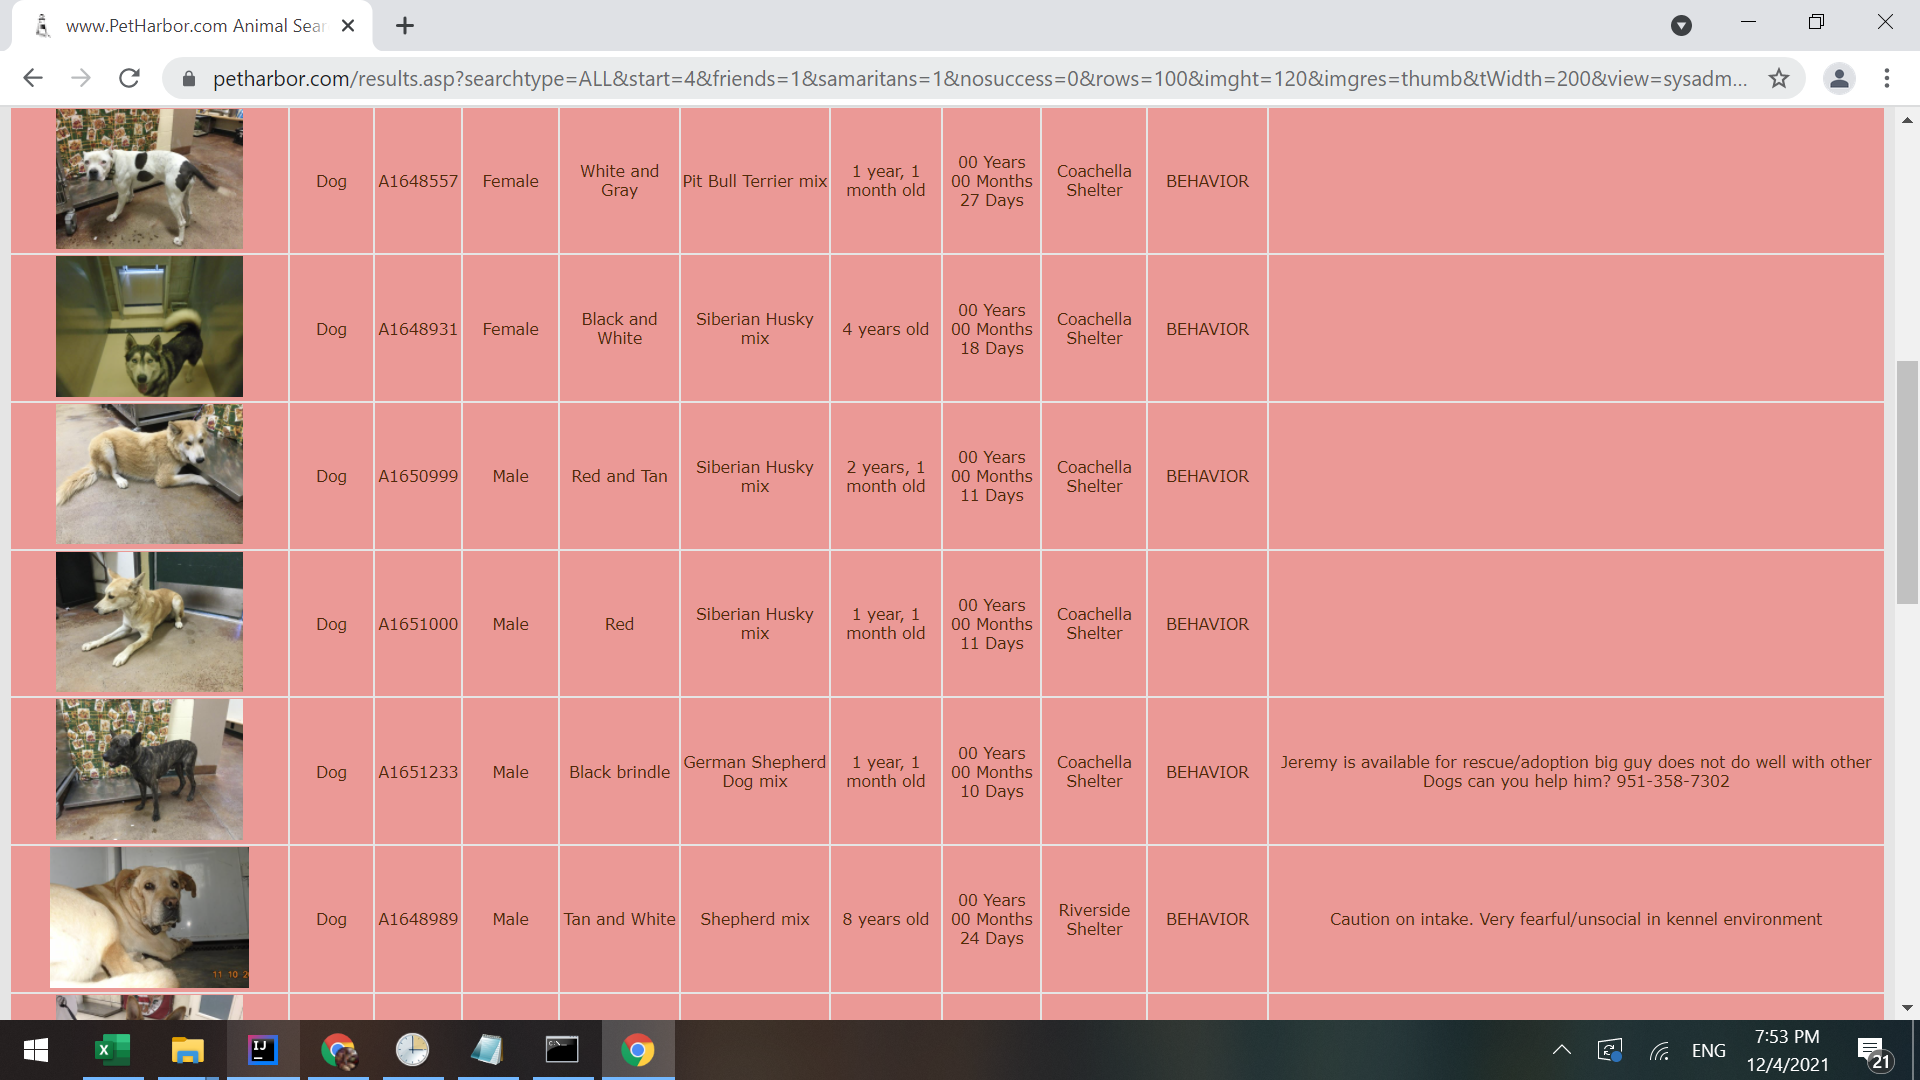 www.PetHarbor.com Animal Sear
petharbor.com/results.asp?searchtype=ALL&start=4&friends=1&samaritans=1&nosuccess=0&rows=100&imght=120&imgres=thumb&tWidth=200&view=sysadm...
Dog
A1648557
Female
White and
Gray
Pit Bull Terrier mix
1 year, 1
month old
00 Years
00 Months
27 Days
Coachella
Shelter
BEHAVIOR
Dog
A1648931
Female
Black and
White
Siberian Husky
mix
4 years old
00 Years
00 Months
18 Days
Coachella
Shelter
BEHAVIOR
Dog
A1650999
Male
Red and Tan
Siberian Husky
mix
2 years, 1
month old
00 Years
00 Months
11 Days
Coachella
Shelter
BEHAVIOR
Dog
A1651000
Male
Red
Siberian Husky
mix
1 year, 1
month old
00 Years
00 Months
11 Days
Coachella
Shelter
BEHAVIOR
Dog
A1651233
Male
Black brindle
German Shepherd
Dog mix
1 year, 1
month old
00 Years
00 Months
10 Days
Coachella
Shelter
BEHAVIOR
Jeremy is available for rescue/adoption big guy does not do well with other
Dogs can you help him? 951-358-7302
11 10 2
Dog
A1648989
Male
Tan and White
Shepherd mix
8 years old
00 Years
00 Months
24 Days
Riverside
Shelter
BEHAVIOR
Caution on intake. Very fearful/unsocial in kennel environment
X
IJ
C:\.
ENG
7:53 PM
12/4/2021
21